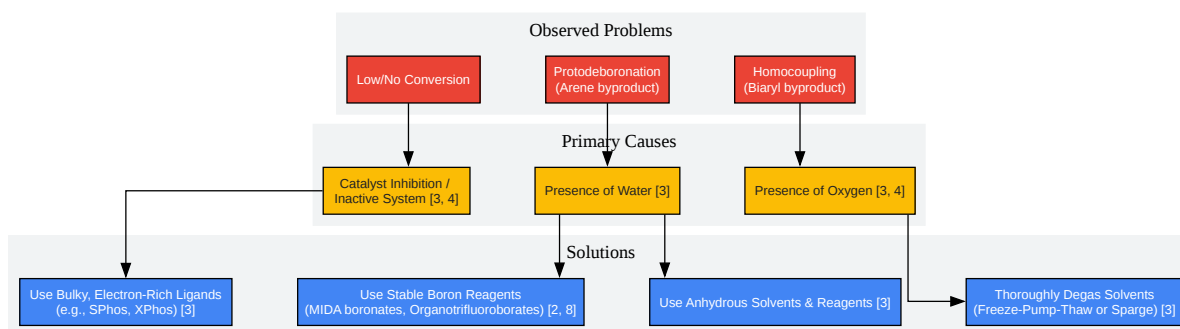 Observed Problems
Low/No Conversion
Protodeboronation
(Arene byproduct)
Homocoupling
(Biaryl byproduct)
Primary Causes
Catalyst Inhibition /
Inactive System [3, 4]
Presence of Water [3]
Presence of Oxygen [3, 4]
Solutions
Use Bulky, Electron-Rich Ligands
(e.g., SPhos, XPhos) [3]
Use Stable Boron Reagents
(MIDA boronates, Organotrifluoroborates) [2, 8]
Use Anhydrous Solvents & Reagents [3]
Thoroughly Degas Solvents
(Freeze-Pump-Thaw or Sparge) [3]